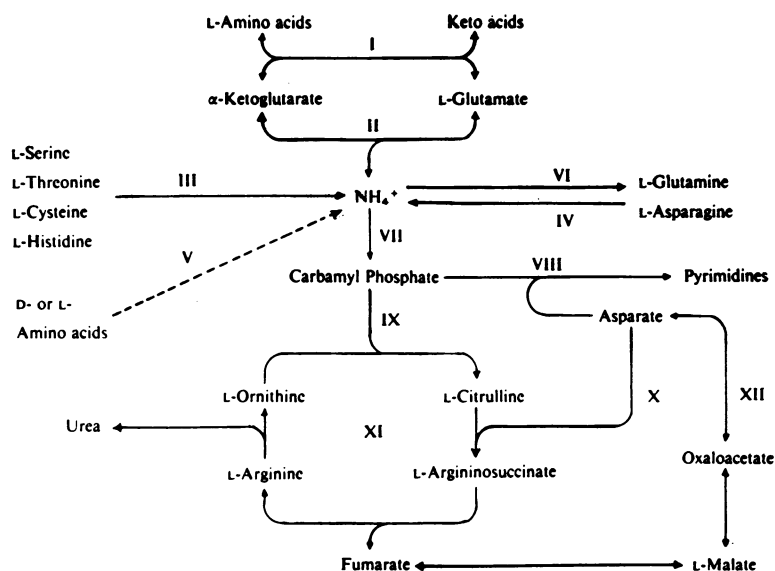 L-Amino acids Keto acids
I
α-Ketoglutarate L-Glutamate
II
L-Serine
L-Threonine III NH₄⁺ VI L-Glutamine
L-Cysteine IV L-Asparagine
L-Histidine VII
V
Carbamyl Phosphate VIII Pyrimidines
D- or L-
Amino acids
IX Asparate
L-Ornithine L-Citrulline X XII
Urea XI
L-Arginine L-Argininosuccinate Oxaloacetate
Fumarate L-Malate